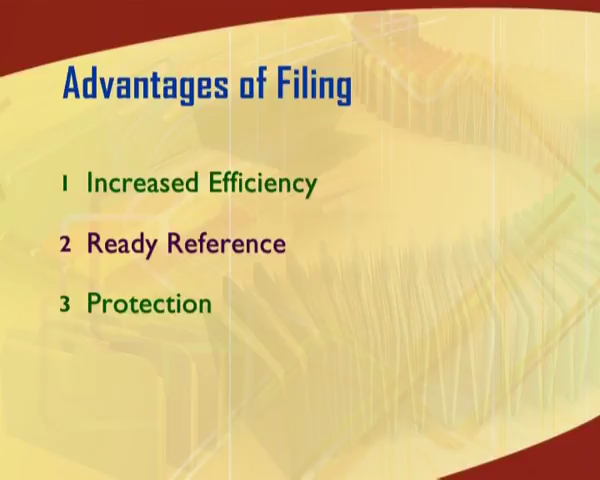 Advantages of Filing
1 Increased Efficiency
2 Ready Reference
3 Protection